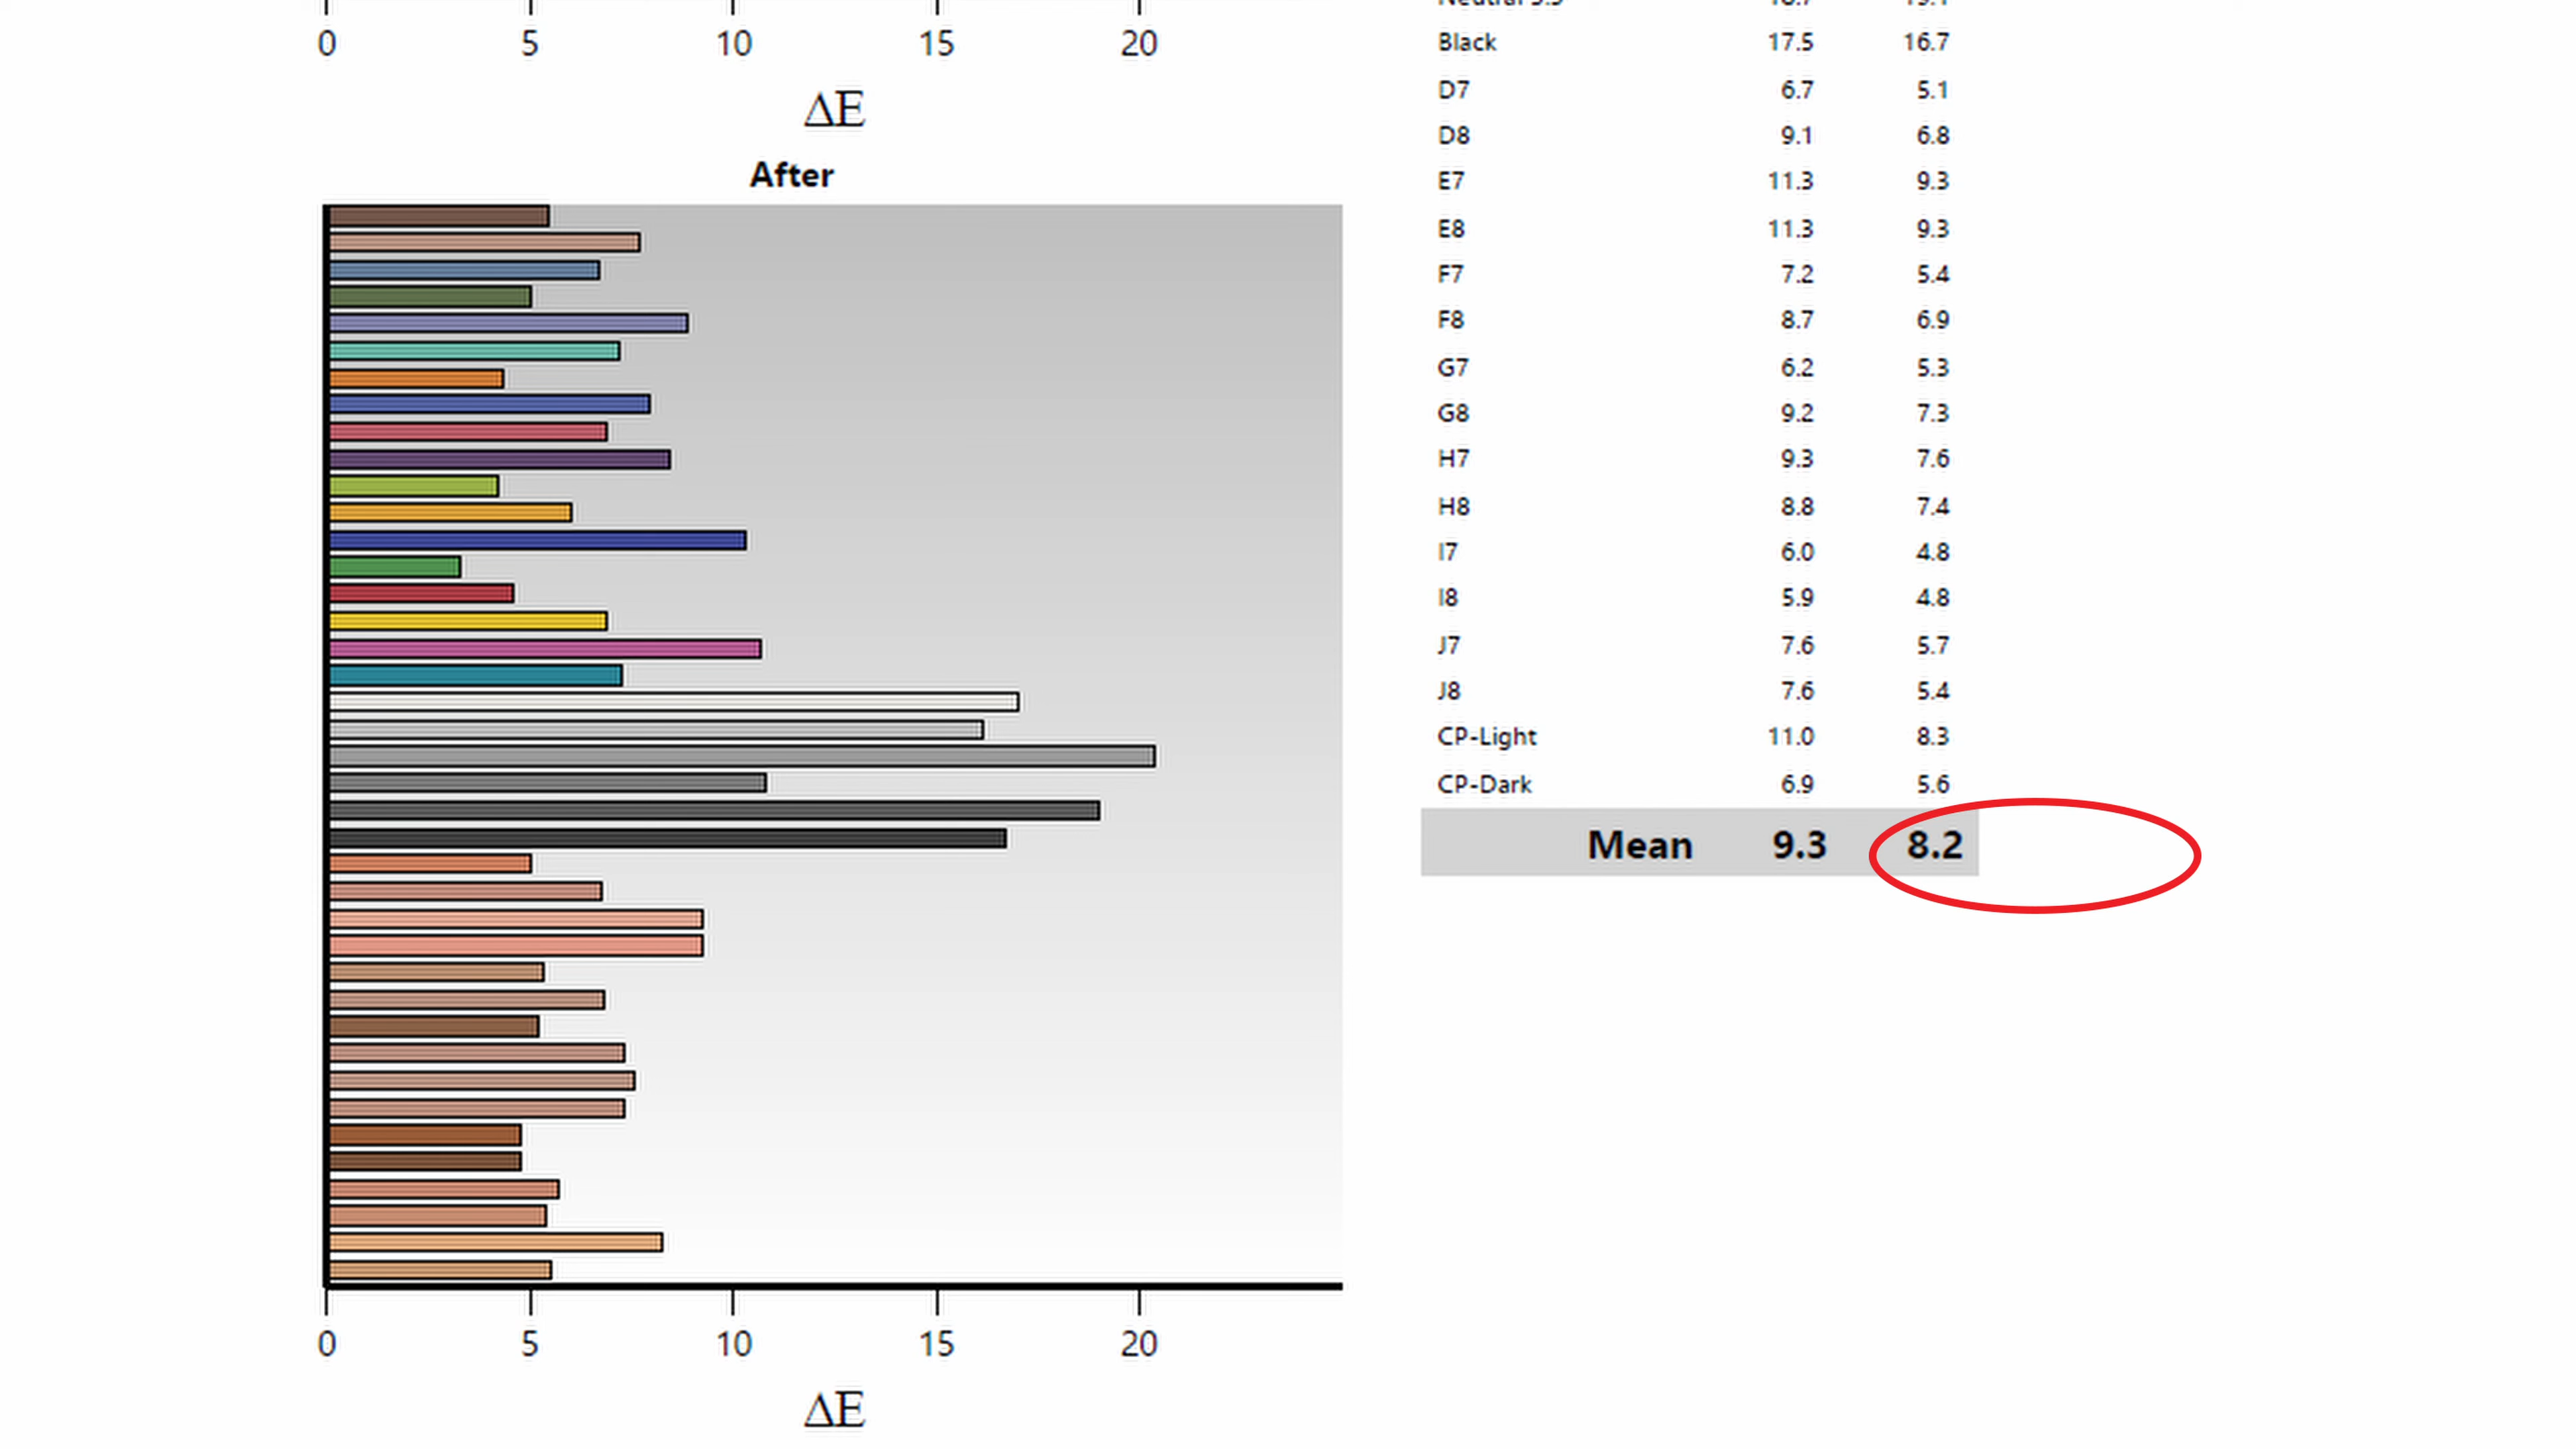 0 5 10 15 20
ΔE
After
0 5 10 15 20
ΔE
Black 17.5 16.7
D7 6.7 5.1
D8 9.1 6.8
E7 11.3 9.3
E8 11.3 9.3
F7 7.2 5.4
F8 8.7 6.9
G7 6.2 5.3
G8 9.2 7.3
H7 9.3 7.6
H8 8.8 7.4
I7 6.0 4.8
I8 5.9 4.8
J7 7.6 5.7
J8 7.6 5.4
CP-Light 11.0 8.3
CP-Dark 6.9 5.6
Mean 9.3 8.2